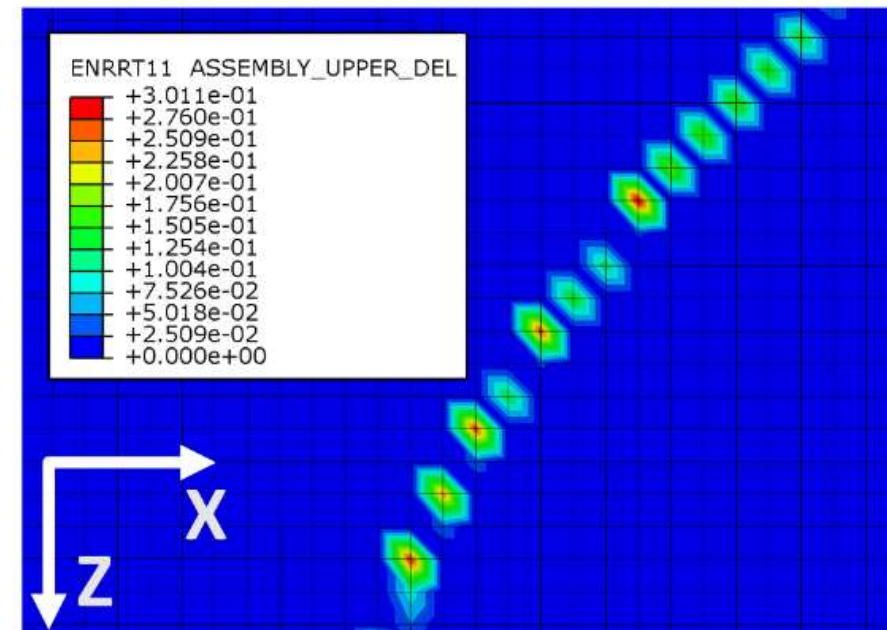 ENRRT11 ASSEMBLY_UPPER_DEL
+3.011e-01
+2.760e-01
+2.509e-01
+2.258e-01
+2.007e-01
+1.756e-01
+1.505e-01
+1.254e-01
+1.004e-01
+7.526e-02
+5.018e-02
+2.509e-02
+0.000e+00
X
Z